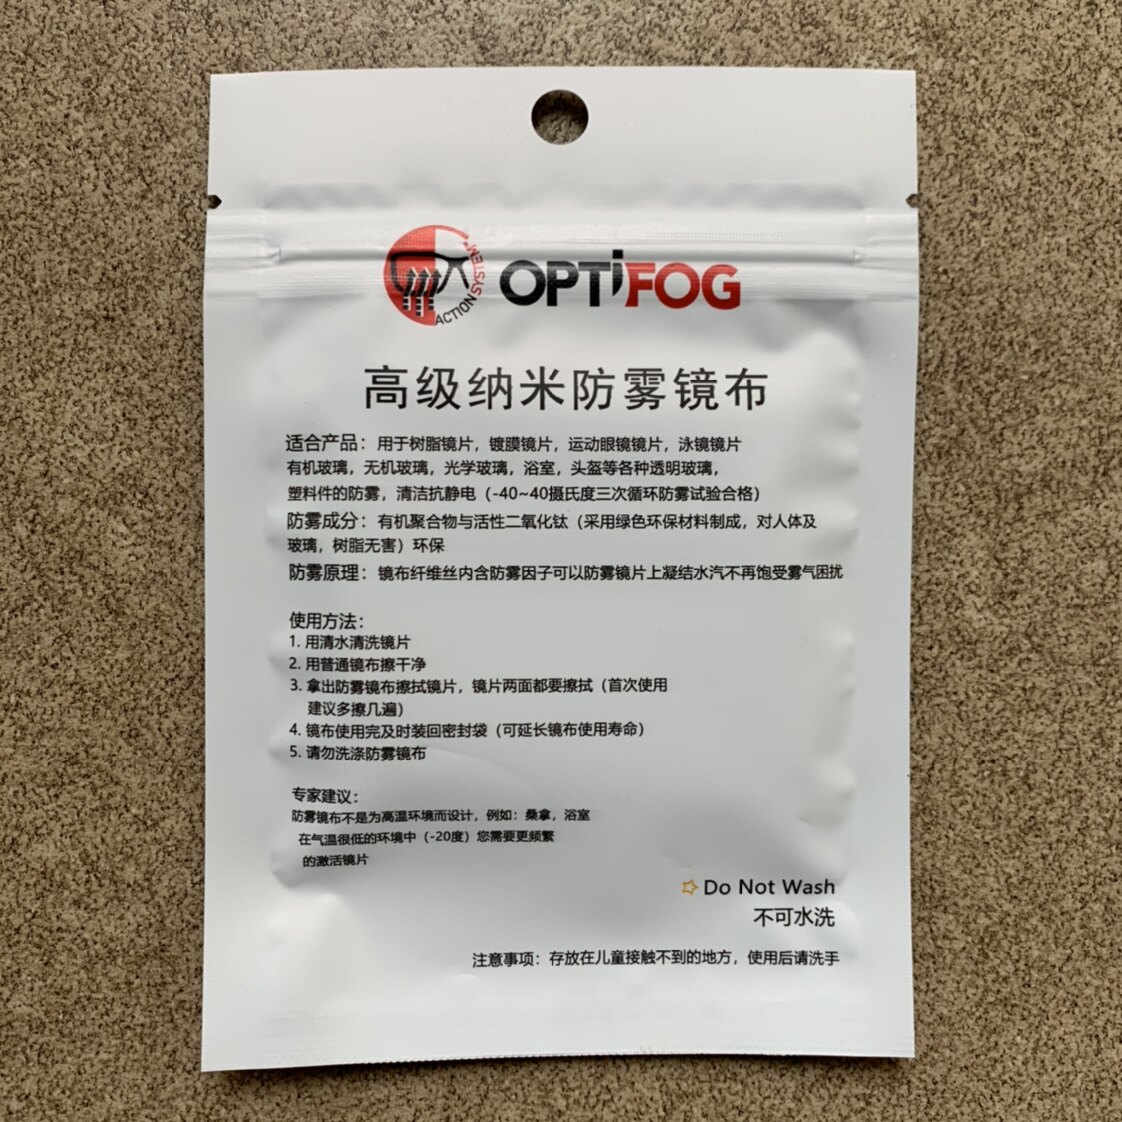 ACTION SYSTEM™
OPTiFOG
高级纳米防雾镜布
适合产品：用于树脂镜片，镀膜镜片，运动眼镜镜片，泳镜镜片
有机玻璃，无机玻璃，光学玻璃，浴室，头盔等各种透明玻璃，
塑料件的防雾，清洁抗静电（-40~40摄氏度三次循环防雾试验合格）
防雾成分：有机聚合物与活性二氧化钛（采用绿色环保材料制成，对人体及
玻璃，树脂无害）环保
防雾原理：镜布纤维丝内含防雾因子可以防雾镜片上凝结水汽不再饱受雾气困扰
使用方法：
1. 用清水清洗镜片
2. 用普通镜布擦干净
3. 拿出防雾镜布擦拭镜片，镜片两面都要擦拭（首次使用
建议多擦几遍）
4. 镜布使用完及时装回密封袋（可延长镜布使用寿命）
5. 请勿洗涤防雾镜布
专家建议：
防雾镜布不是为高温环境而设计，例如：桑拿，浴室
在气温很低的环境中（-20度）您需要更频繁
的激活镜片
Do Not Wash
不可水洗
注意事项：存放在儿童接触不到的地方，使用后请洗手